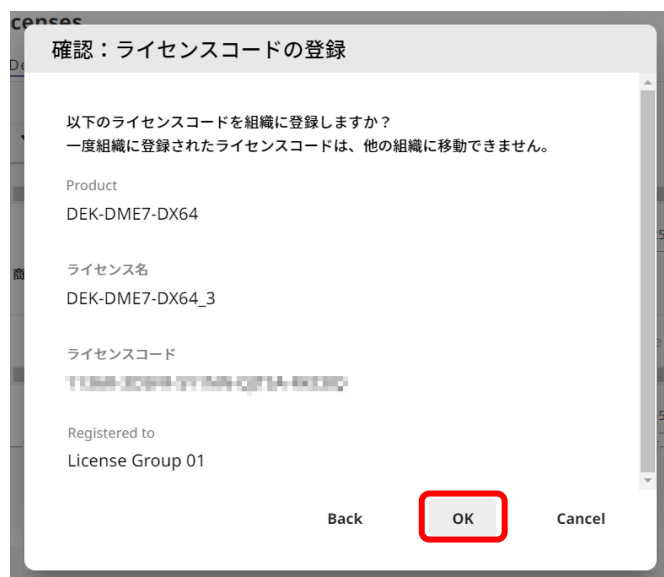 censes
De
確認：ライセンスコードの登録
以下のライセンスコードを組織に登録しますか？
一度組織に登録されたライセンスコードは、他の組織に移動できません。
Product
DEK-DME7-DX64
商
ライセンス名
DEK-DME7-DX64_3
ライセンスコード
Registered to
License Group 01
Back
OK
Cancel